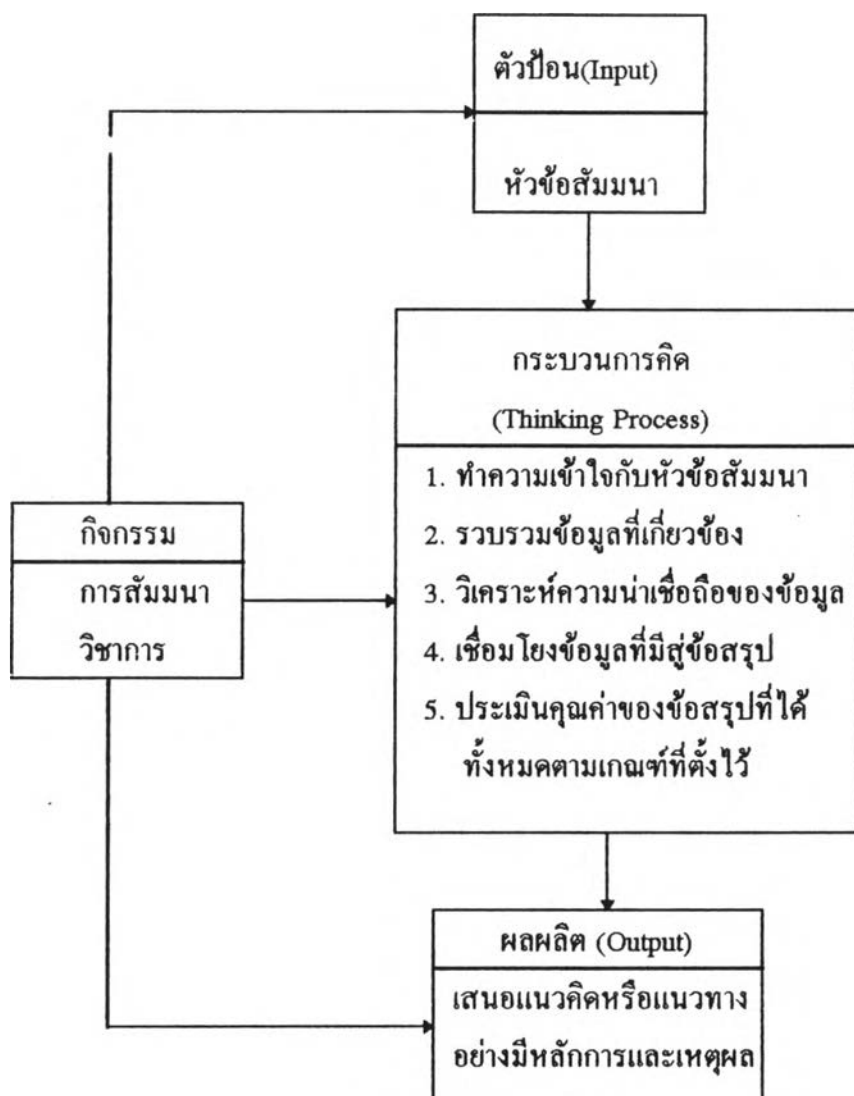 ตัวป้อน(Input)
หัวข้อสัมมนา
กระบวนการคิด
(Thinking Process)
1. ทำความเข้าใจกับหัวข้อสัมมนา
2. รวบรวมข้อมูลที่เกี่ยวข้อง
3. วิเคราะห์ความน่าเชื่อถือของข้อมูล
4. เชื่อมโยงข้อมูลที่มีสู่ข้อสรุป
5. ประเมินคุณค่าของข้อสรุปที่ได้
ทั้งหมดตามเกณฑ์ที่ตั้งไว้
กิจกรรม
การสัมมนา
วิชาการ
ผลผลิต (Output)
เสนอแนวคิดหรือแนวทาง
อย่างมีหลักการและเหตุผล